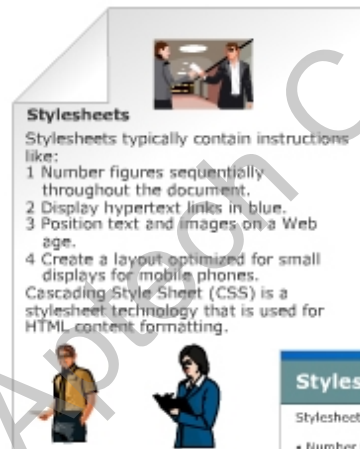 Stylesheets
Stylesheets typically contain instructions
like:
1 Number figures sequentially
throughout the document.
2 Display hypertext links in blue.
3 Position text and images on a Web
age.
4 Create a layout optimized for small
displays for mobile phones.
Cascading Style Sheet (CSS) is a
stylesheet technology that is used for
HTML content formatting.
Styles
Stylesheet
• Number
Aptech C